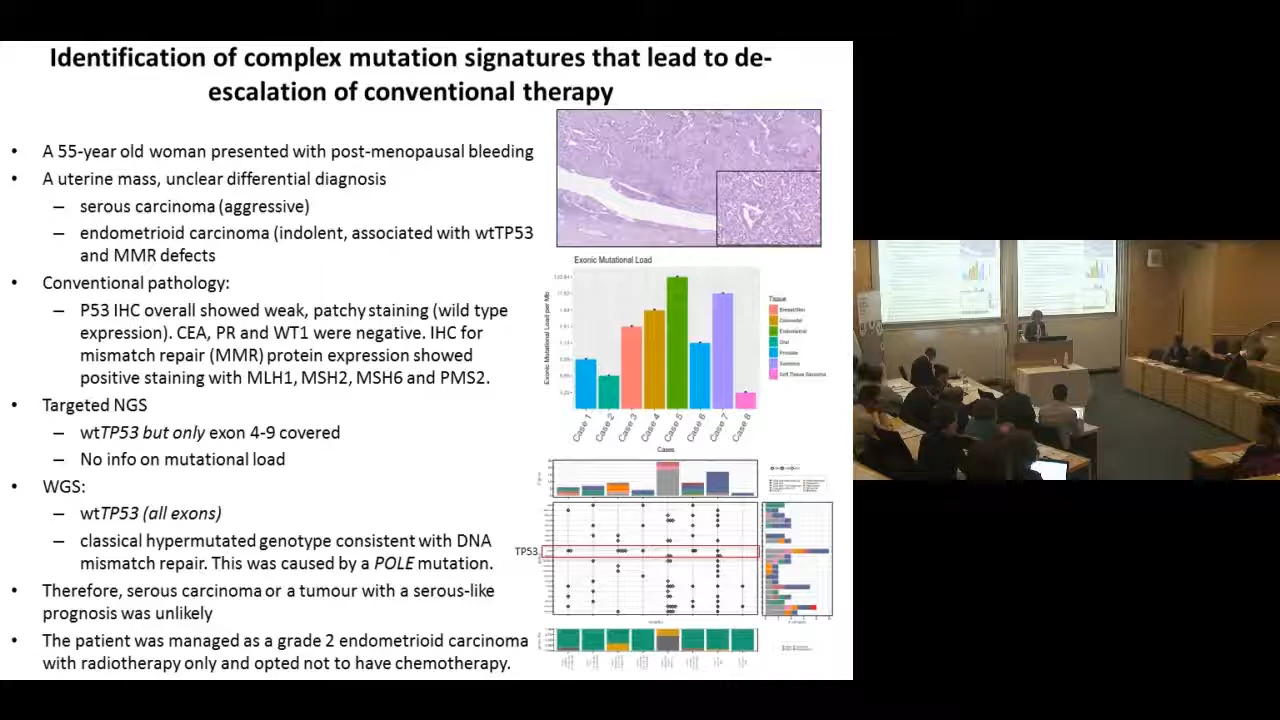 Identification of complex mutation signatures that lead to de-
escalation of conventional therapy
• A 55-year old woman presented with post-menopausal bleeding
• A uterine mass, unclear differential diagnosis
– serous carcinoma (aggressive)
– endometrioid carcinoma (indolent, associated with wtTP53
and MMR defects
• Conventional pathology:
– P53 IHC overall showed weak, patchy staining (wild type
expression). CEA, PR and WT1 were negative. IHC for
mismatch repair (MMR) protein expression showed
positive staining with MLH1, MSH2, MSH6 and PMS2.
• Targeted NGS
– wtTP53 but only exon 4-9 covered
– No info on mutational load
• WGS:
– wtTP53 (all exons)
– classical hypermutated genotype consistent with DNA
mismatch repair. This was caused by a POLE mutation.
• Therefore, serous carcinoma or a tumour with a serous-like
prognosis was unlikely
• The patient was managed as a grade 2 endometrioid carcinoma
with radiotherapy only and opted not to have chemotherapy.
Exonic Mutational Load
Exonic Mutational Load per Mb
Case 1
Case 2
Case 3
Case 4
Case 5
Case 6
Case 7
Case 8
Cases
Tissue
Colorectal
Endometrial
Oral
Prostate
Soft Tissue Sarcoma
TP53